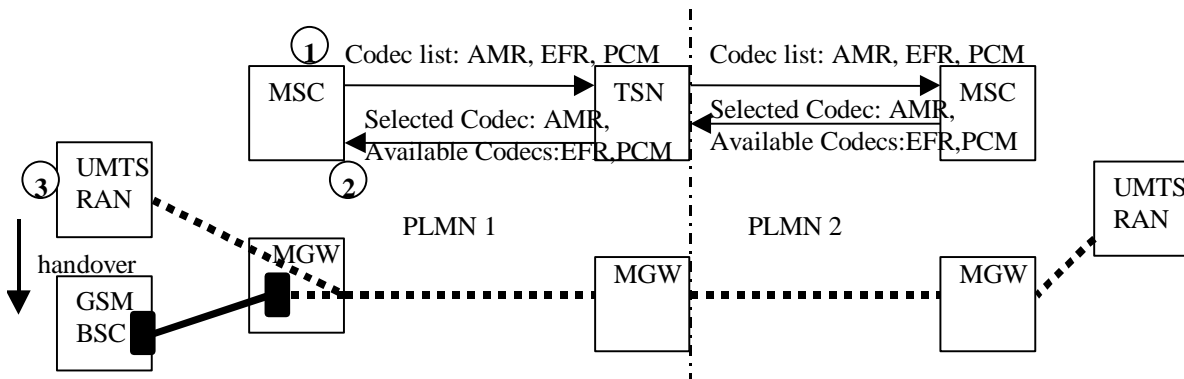 1
Codec list: AMR, EFR, PCM
Codec list: AMR, EFR, PCM
MSC
TSN
MSC
Selected Codec: AMR,
Available Codecs:EFR,PCM
Selected Codec: AMR,
Available Codecs:EFR,PCM
2
3
UMTS
RAN
UMTS
RAN
PLMN 1
PLMN 2
handover
MGW
MGW
MGW
GSM
BSC